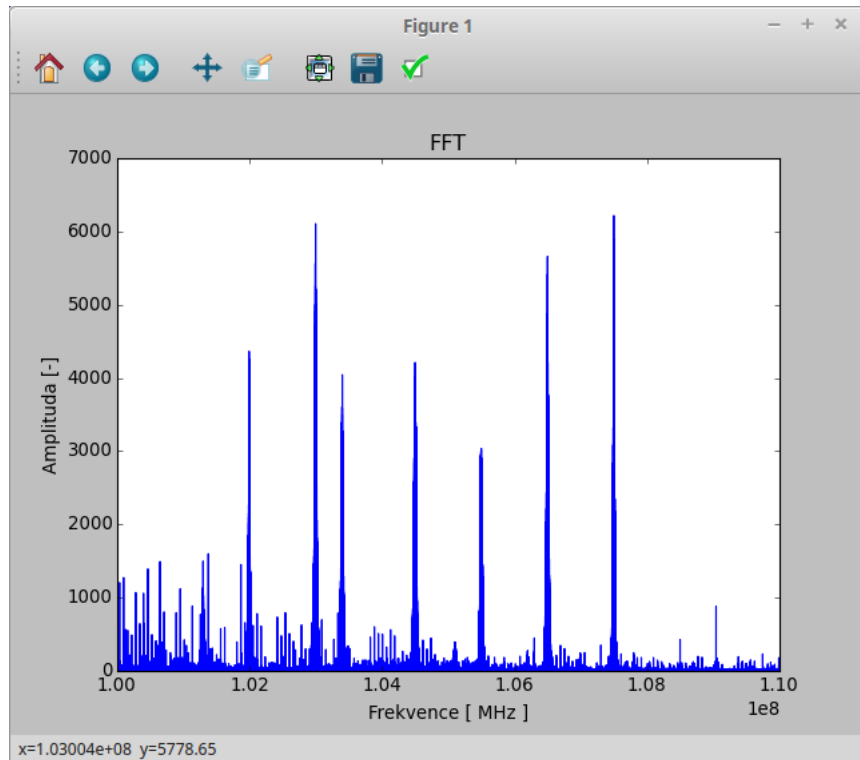 Figure 1
FFT
7000
6000
5000
4000
3000
2000
1000
0
Amplituda [-]
1.00 1.02 1.04 1.06 1.08 1.10
1e8
Frekvence [ MHz ]
x=1.03004e+08 y=5778.65